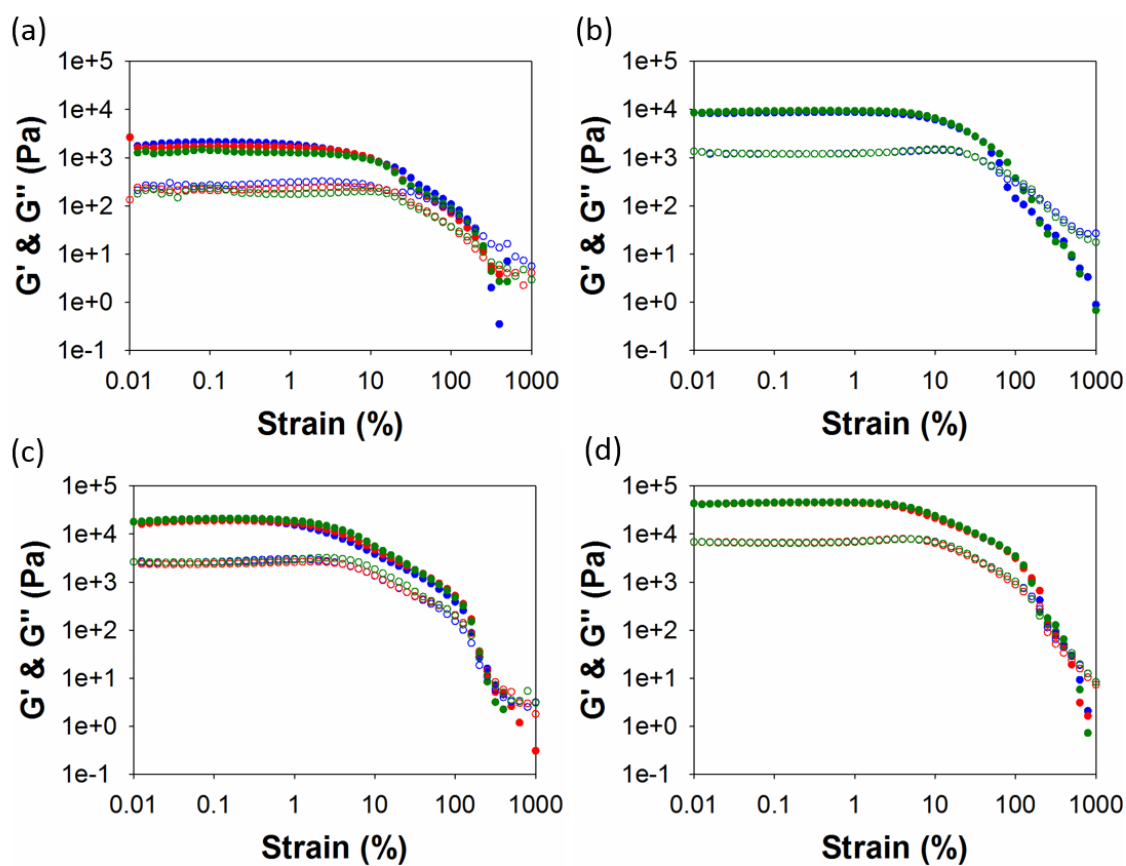 (a)
1e+5
1e+4
1e+3
1e+2
1e+1
1e+0
1e-1
G' & G" (Pa)
0.01 0.1 1 10 100 1000
Strain (%)
(b)
1e+5
1e+4
1e+3
1e+2
1e+1
1e+0
1e-1
G' & G" (Pa)
0.01 0.1 1 10 100 1000
Strain (%)
(c)
1e+5
1e+4
1e+3
1e+2
1e+1
1e+0
1e-1
G' & G" (Pa)
0.01 0.1 1 10 100 1000
Strain (%)
(d)
1e+5
1e+4
1e+3
1e+2
1e+1
1e+0
1e-1
G' & G" (Pa)
0.01 0.1 1 10 100 1000
Strain (%)